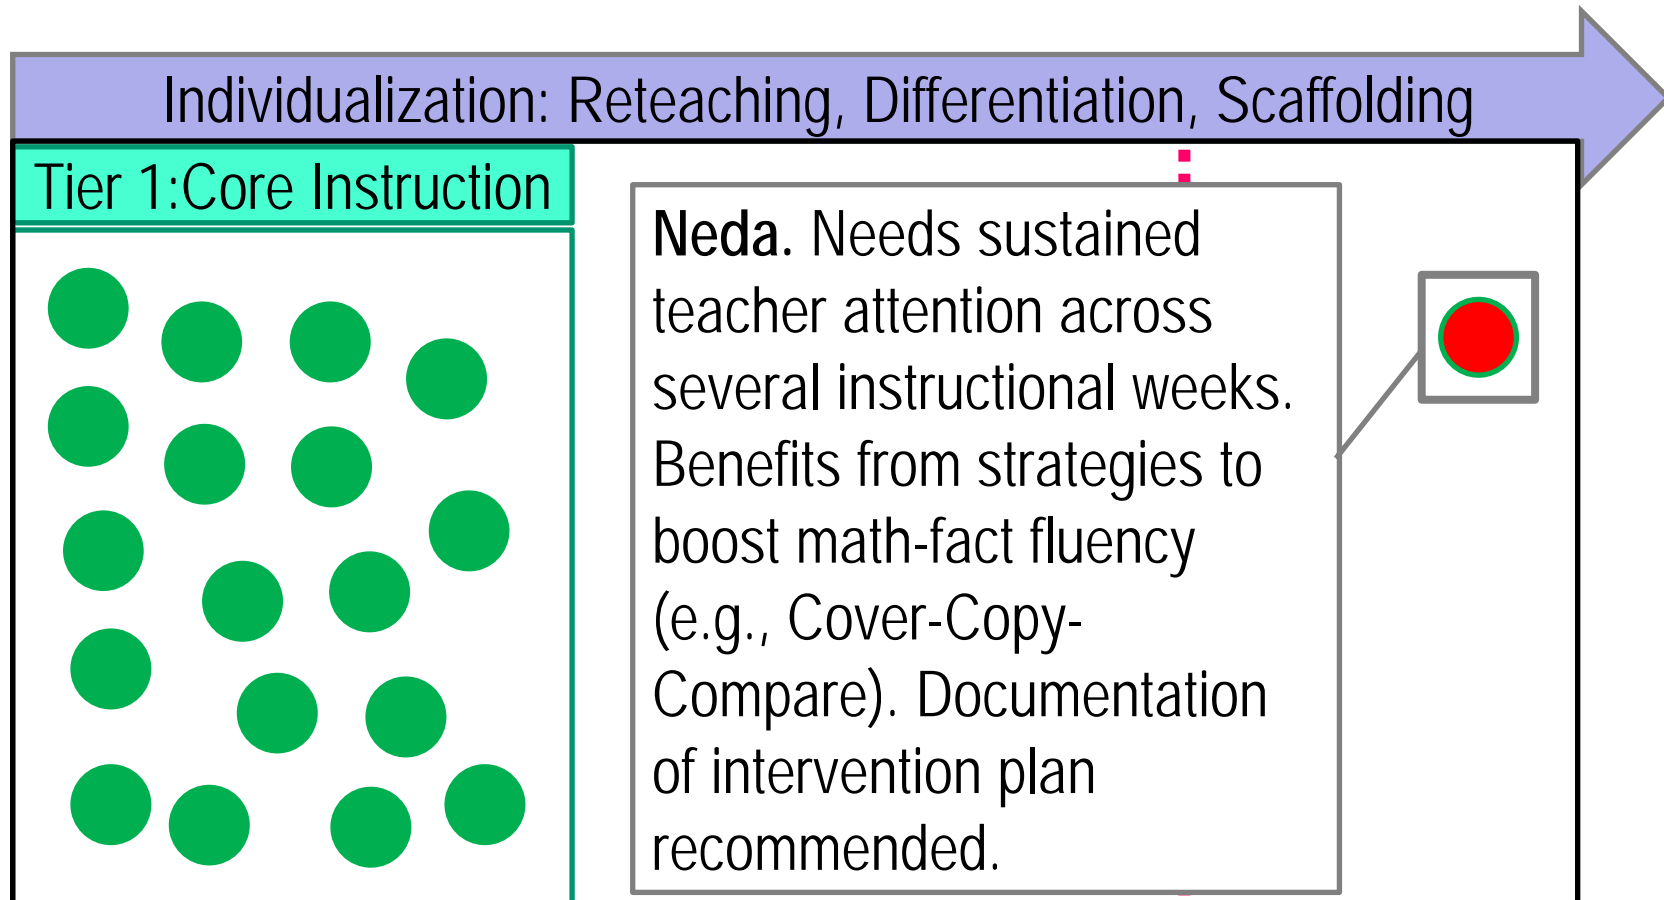 Individualization: Reteaching, Differentiation, Scaffolding
Tier 1:Core Instruction
Neda. Needs sustained
teacher attention across
several instructional weeks.
Benefits from strategies to
boost math-fact fluency
(e.g., Cover-Copy-
Compare). Documentation
of intervention plan
recommended.